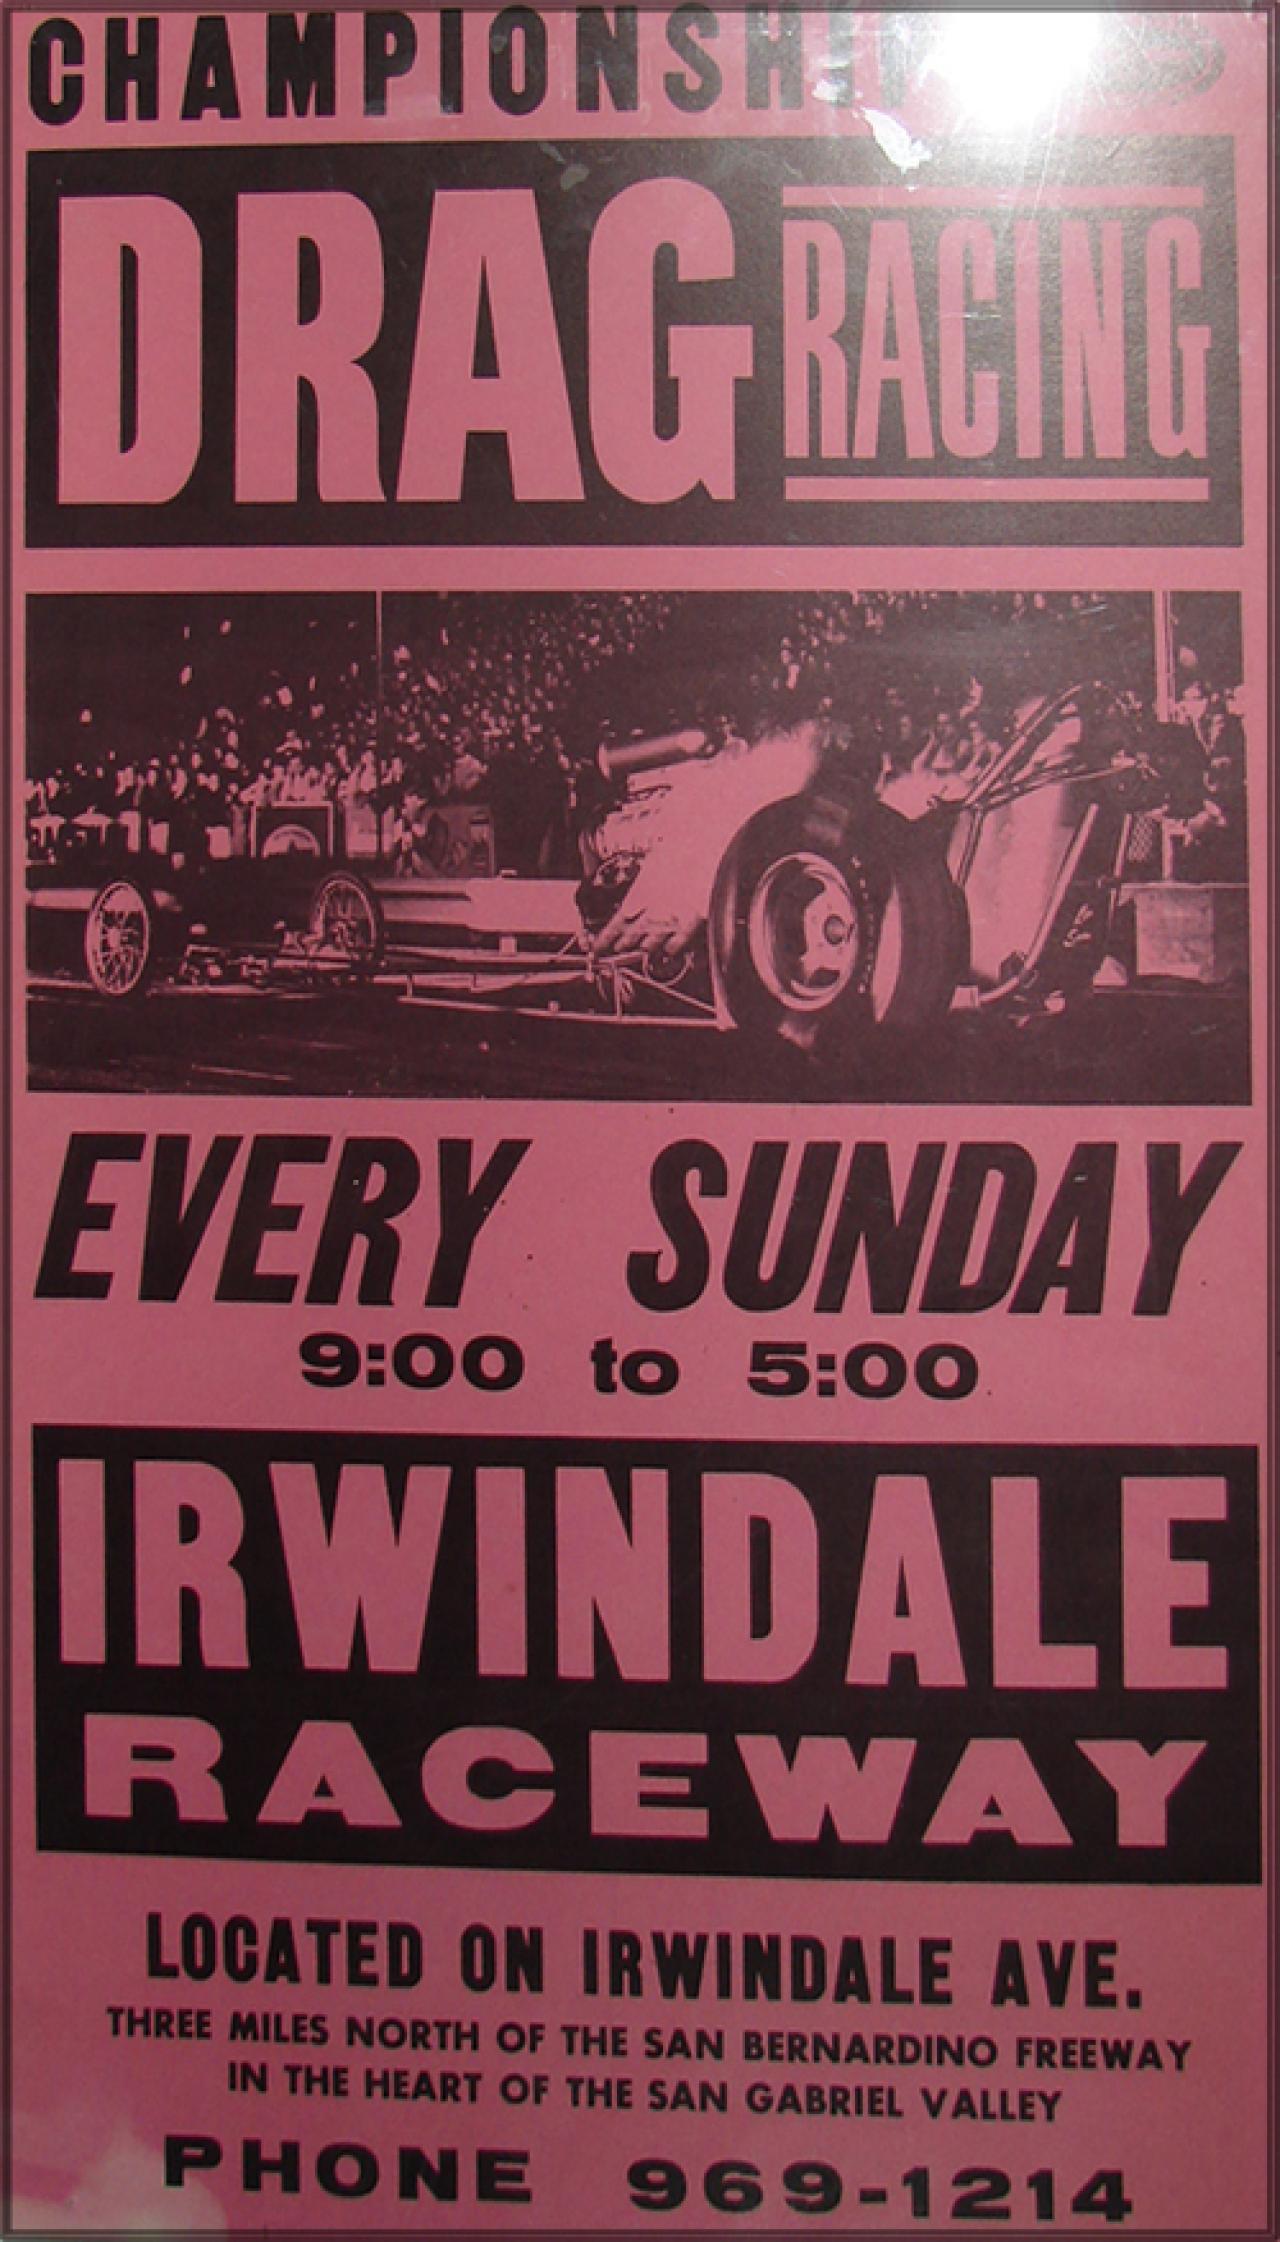 CHAMPIONSHIP
DRAG RACING
EVERY SUNDAY
9:00 to 5:00
IRWINDALE
RACEWAY
LOCATED ON IRWINDALE AVE.
THREE MILES NORTH OF THE SAN BERNARDINO FREEWAY
IN THE HEART OF THE SAN GABRIEL VALLEY
PHONE 969-1214